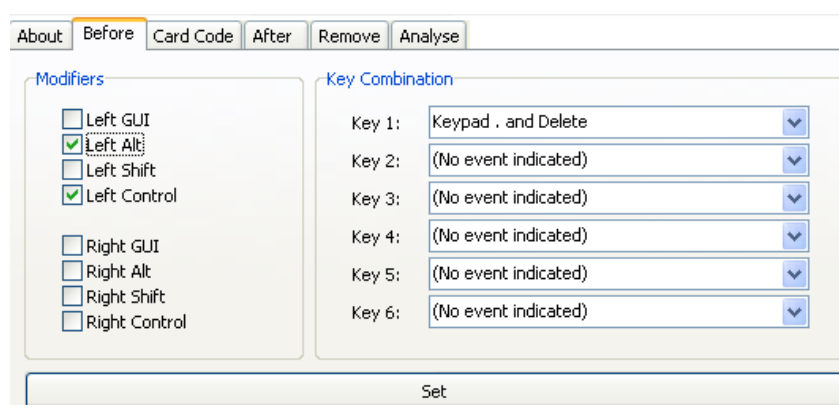 About Before Card Code After Remove Analyse
Modifiers
Left GUI
Left Alt
Left Shift
Left Control
Right GUI
Right Alt
Right Shift
Right Control
Key Combination
Key 1: Keypad . and Delete
Key 2: (No event indicated)
Key 3: (No event indicated)
Key 4: (No event indicated)
Key 5: (No event indicated)
Key 6: (No event indicated)
Set